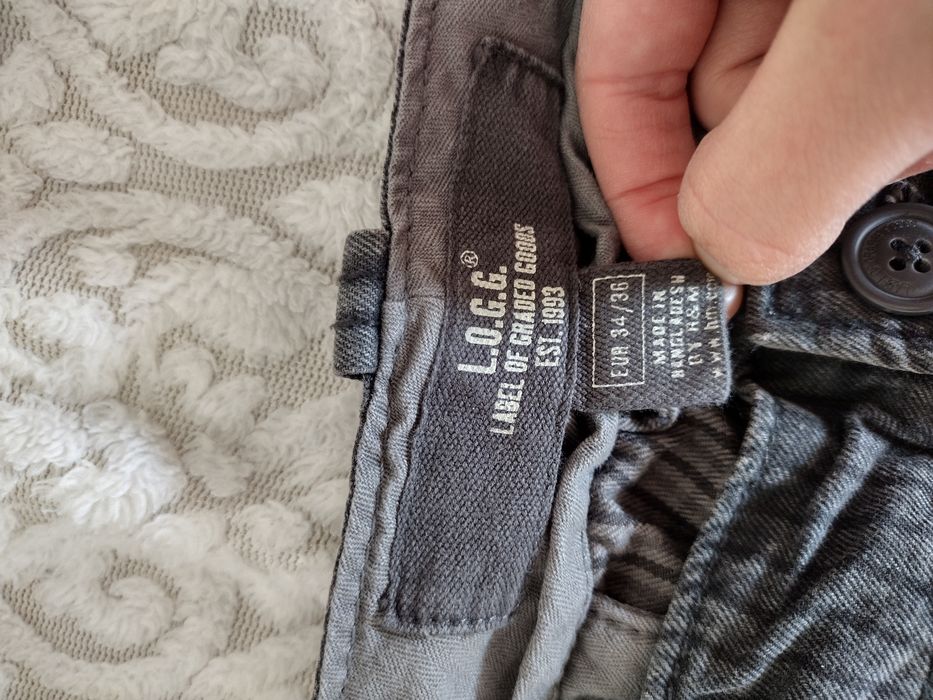 L.O.G.G.®
LABEL OF GRADED GOODS
EST. 1993
EUR 34/36
MADE IN
BANGLADESH
BY H&M